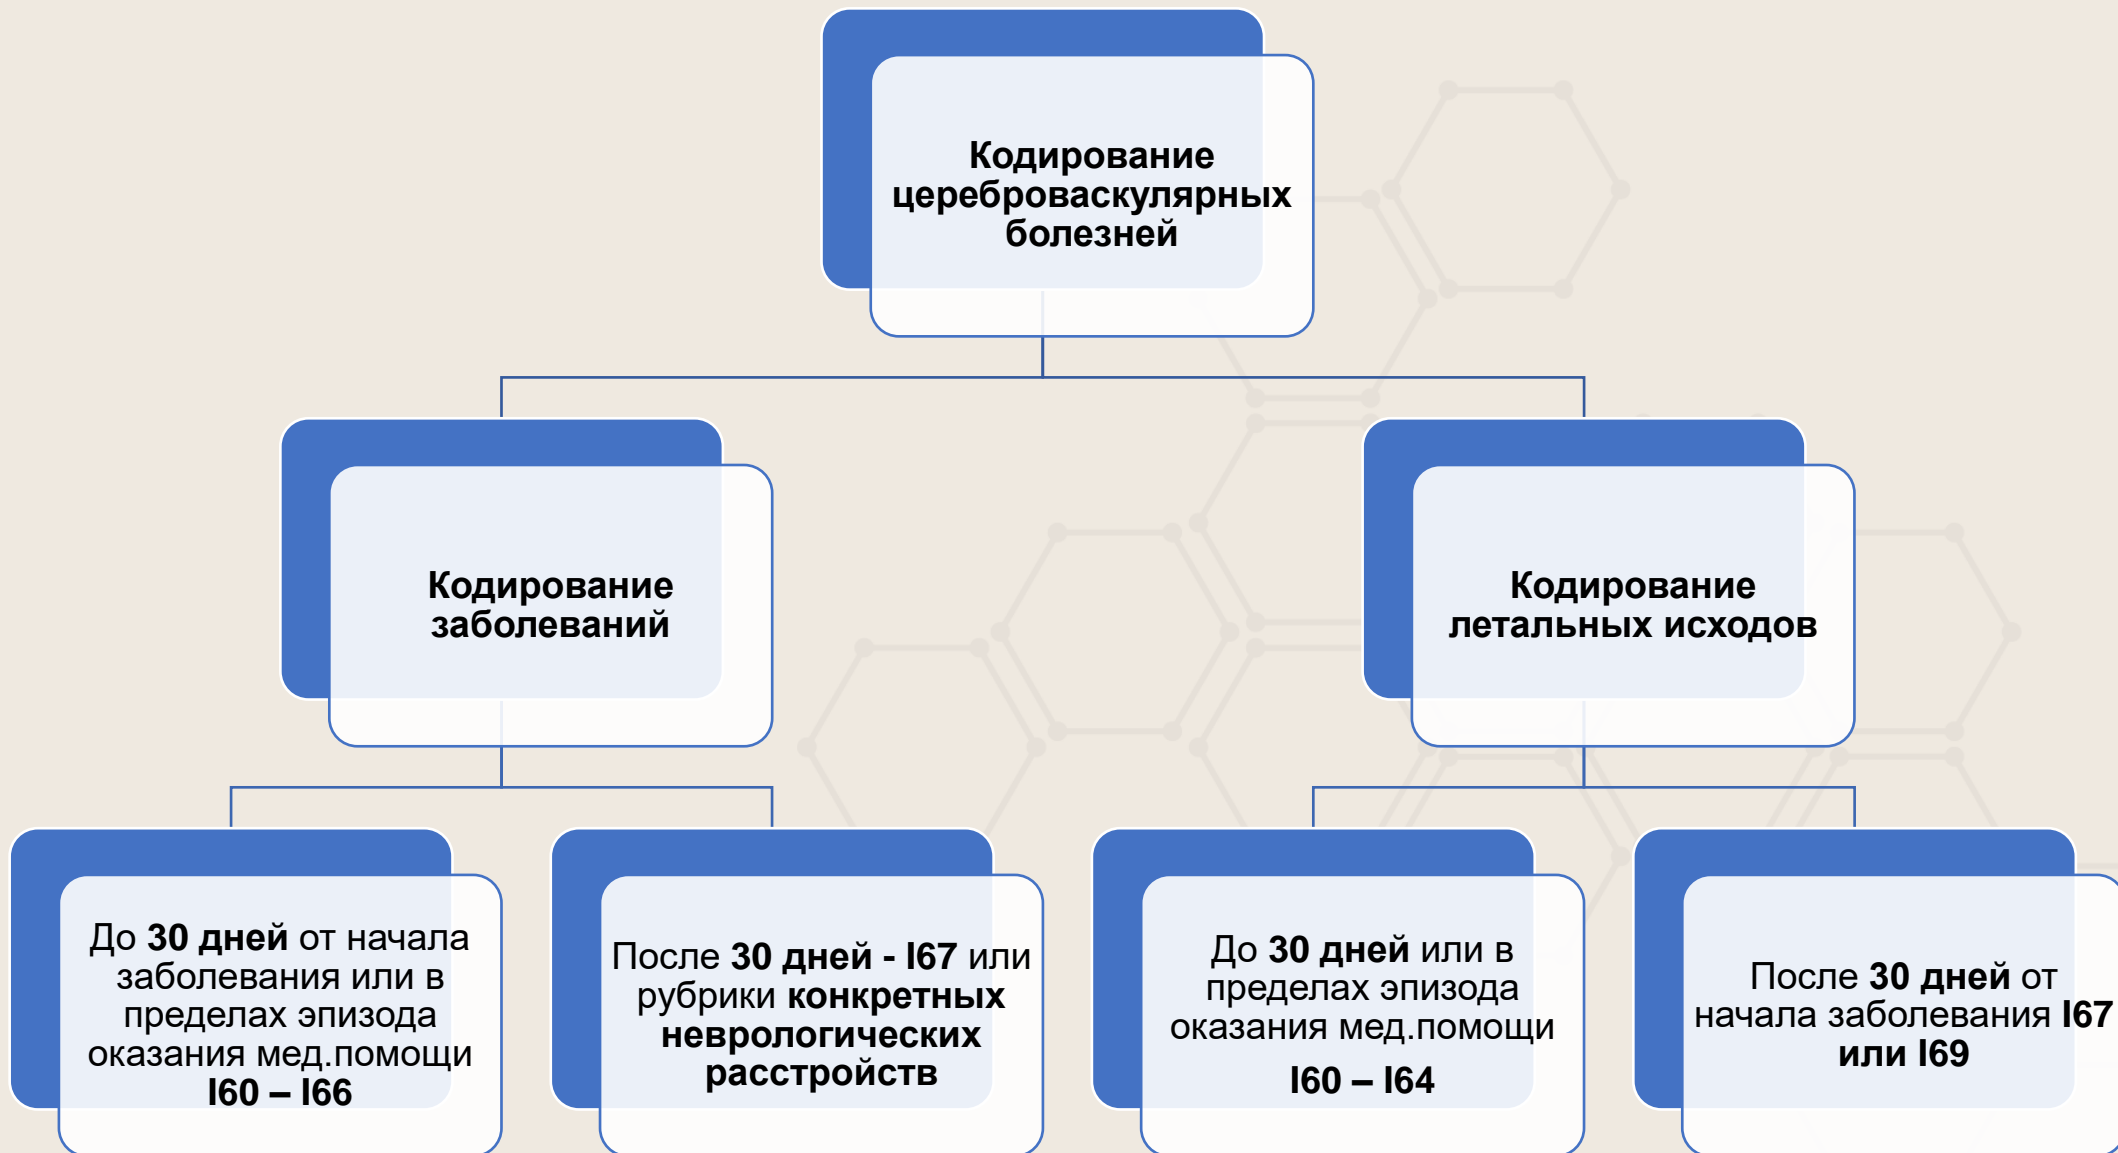 Кодирование
цереброваскулярных
болезней
Кодирование
заболеваний
Кодирование
летальных исходов
До 30 дней от начала
заболевания или в
пределах эпизода
оказания мед.помощи
I60 – I66
После 30 дней - I67 или
рубрики конкретных
неврологических
расстройств
До 30 дней или в
пределах эпизода
оказания мед.помощи
I60 – I64
После 30 дней от
начала заболевания I67
или I69